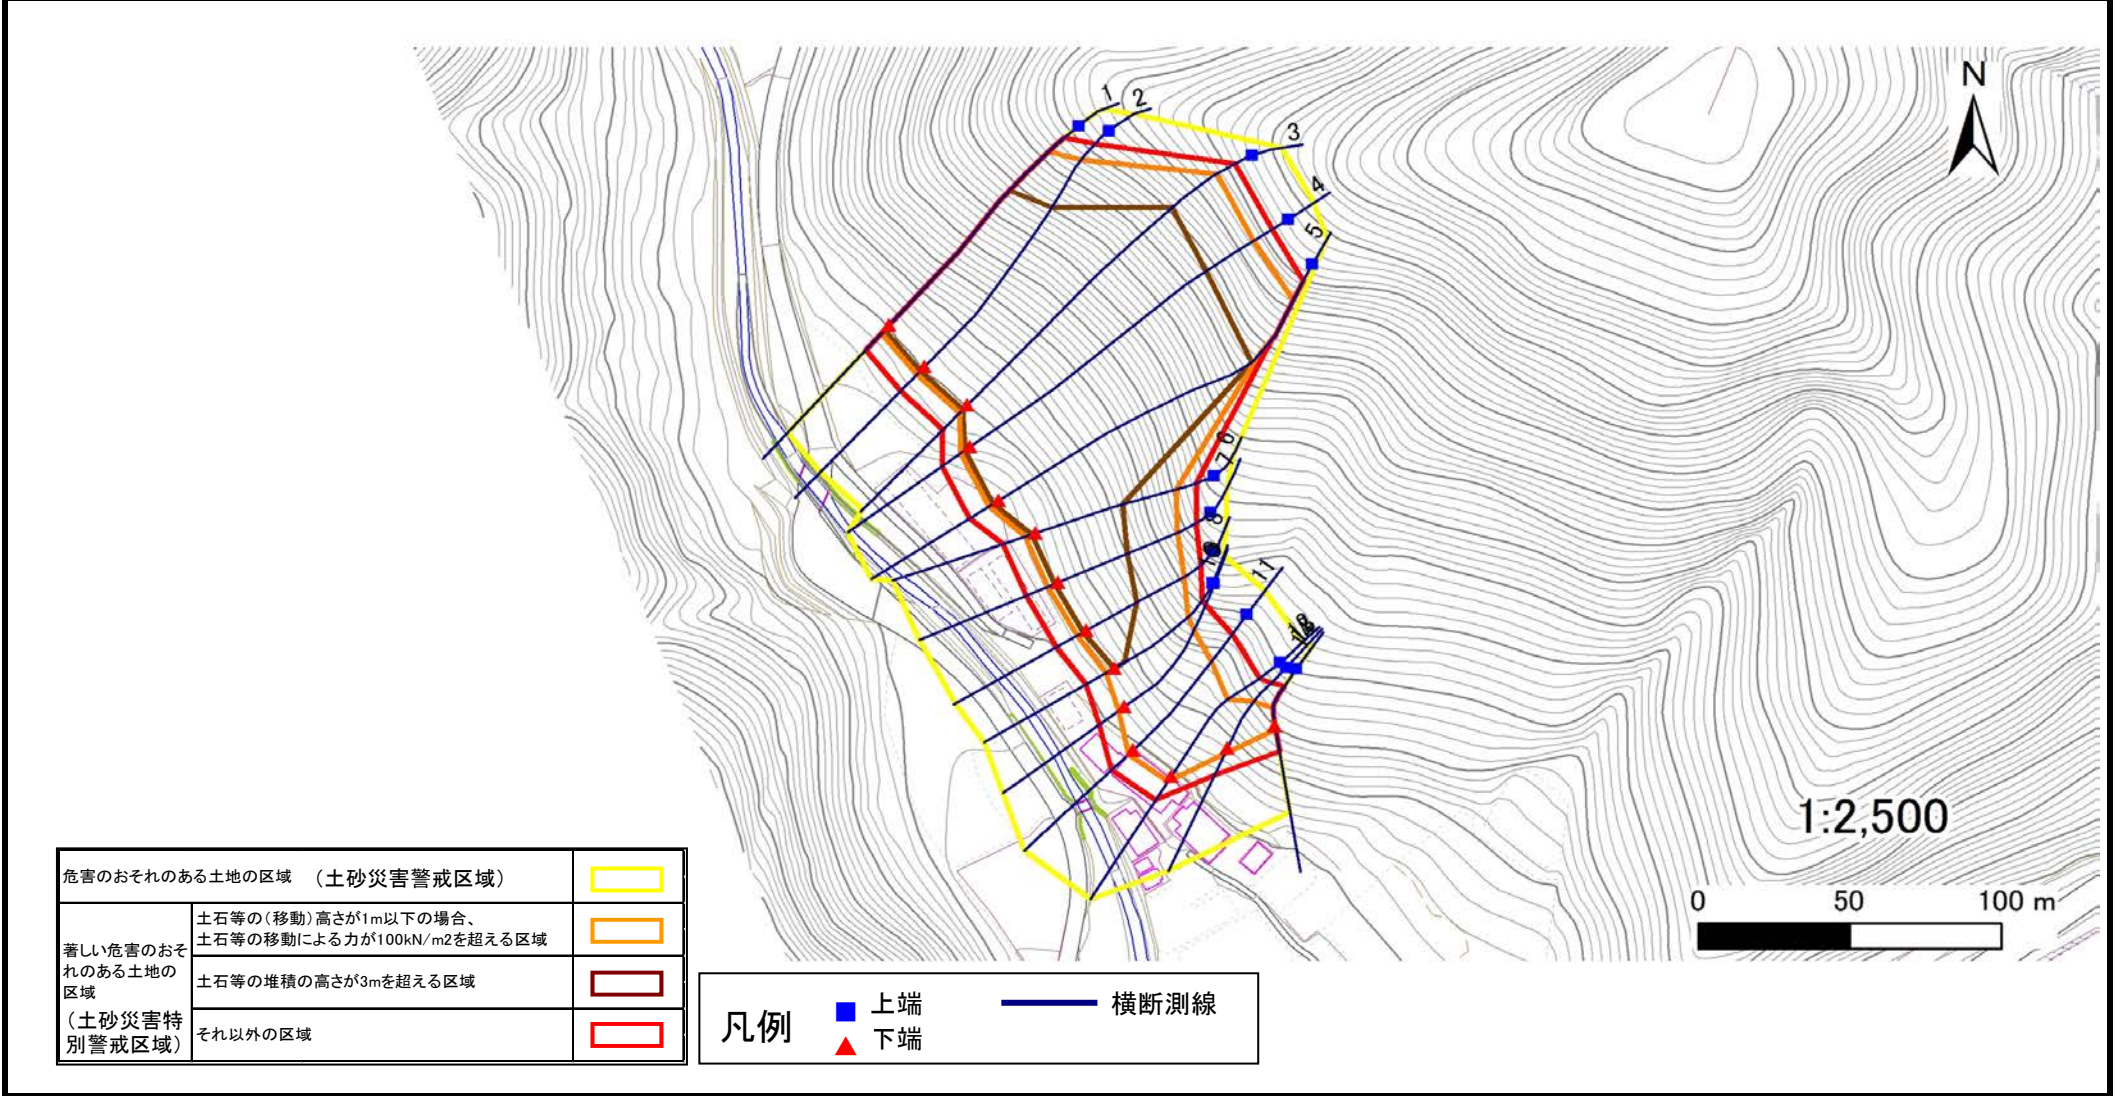 1
2
3
4
5
6
7
8
11
N
1:2,500
0 50 100 m
危害のおそれのある土地の区域 (土砂災害警戒区域)
著しい危害のおそ
れのある土地の
区域
(土砂災害特
別警戒区域)
土石等の(移動)高さが1m以下の場合、
土石等の移動による力が100kN/m2を超える区域
土石等の堆積の高さが3mを超える区域
それ以外の区域
凡例
上端
下端
横断測線